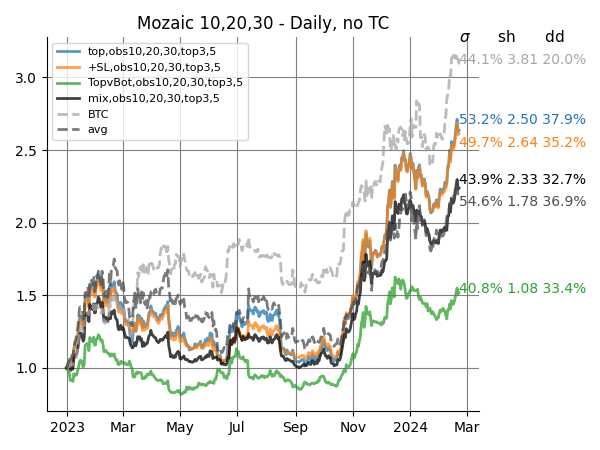 Mozaic 10,20,30 - Daily, no TC
σ sh dd
top,obs10,20,30,top3,5
+SL,obs10,20,30,top3,5
TopvBot,obs10,20,30,top3,5
mix,obs10,20,30,top3,5
BTC
avg
44.1% 3.81 20.0%
53.2% 2.50 37.9%
49.7% 2.64 35.2%
43.9% 2.33 32.7%
54.6% 1.78 36.9%
40.8% 1.08 33.4%
3.0
2.5
2.0
1.5
1.0
2023 Mar May Jul Sep Nov 2024 Mar